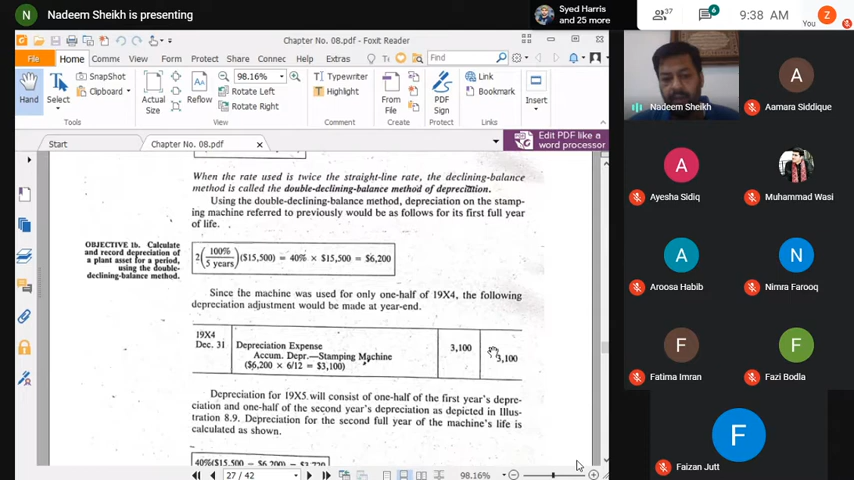 N Nadeem Sheikh is presenting
Syed Harris
and 25 more
37
6
9:38 AM
Z
You
Chapter No. 08.pdf - Foxit Reader
File
Home
Comme
View
Form
Protect
Share
Connec
Help
Extras
Find
Hand
Select
SnapShot
Clipboard
Tools
Actual
Size
Reflow
98.16%
Rotate Left
Rotate Right
View
Typewriter
Highlight
Comment
From
File
Create
PDF
Sign
Protect
Link
Bookmark
Links
Insert
Start
Chapter No. 08.pdf
Edit PDF like a
word processor
When the rate used is twice the straight-line rate, the declining-balance
method is called the double-declining-balance method of depreciation.
Using the double-declining-balance method, depreciation on the stamp-
ing machine referred to previously would be as follows for its first full year
of life.
OBJECTIVE 1b. Calculate
and record depreciation of
a plant asset for a period,
using the double-
declining-balance method.
2(100%/5 years)($15,500) = 40% × $15,500 = $6,200
Since the machine was used for only one-half of 19X4, the following
depreciation adjustment would be made at year-end.
19X4
Dec. 31 Depreciation Expense 3,100
Accum. Depr.—Stamping Machine 3,100
($6,200 × 6/12 = $3,100)
Depreciation for 19X5 will consist of one-half of the first year's depre-
ciation and one-half of the second year's depreciation as depicted in Illus-
tration 8.9. Depreciation for the second full year of the machine's life is
calculated as shown.
40%($15,500 − $6,200) = $3,720
27 / 42
98.16%
Nadeem Sheikh
A
Aamara Siddique
A
Ayesha Sidiq
Muhammad Wasi
A
Aroosa Habib
N
Nimra Farooq
F
Fatima Imran
F
Fazi Bodla
F
Faizan Jutt